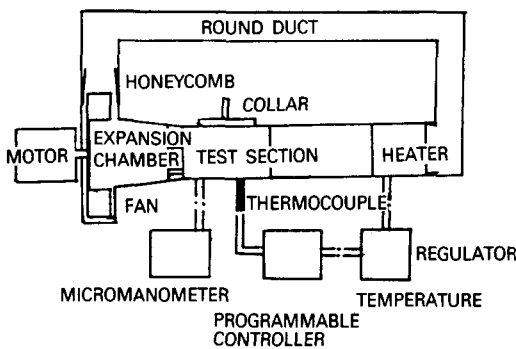 ROUND DUCT
HONEYCOMB
COLLAR
EXPANSION
CHAMBER
MOTOR
TEST SECTION
HEATER
FAN
THERMOCOUPLE
REGULATOR
MICROMANOMETER
TEMPERATURE
PROGRAMMABLE
CONTROLLER